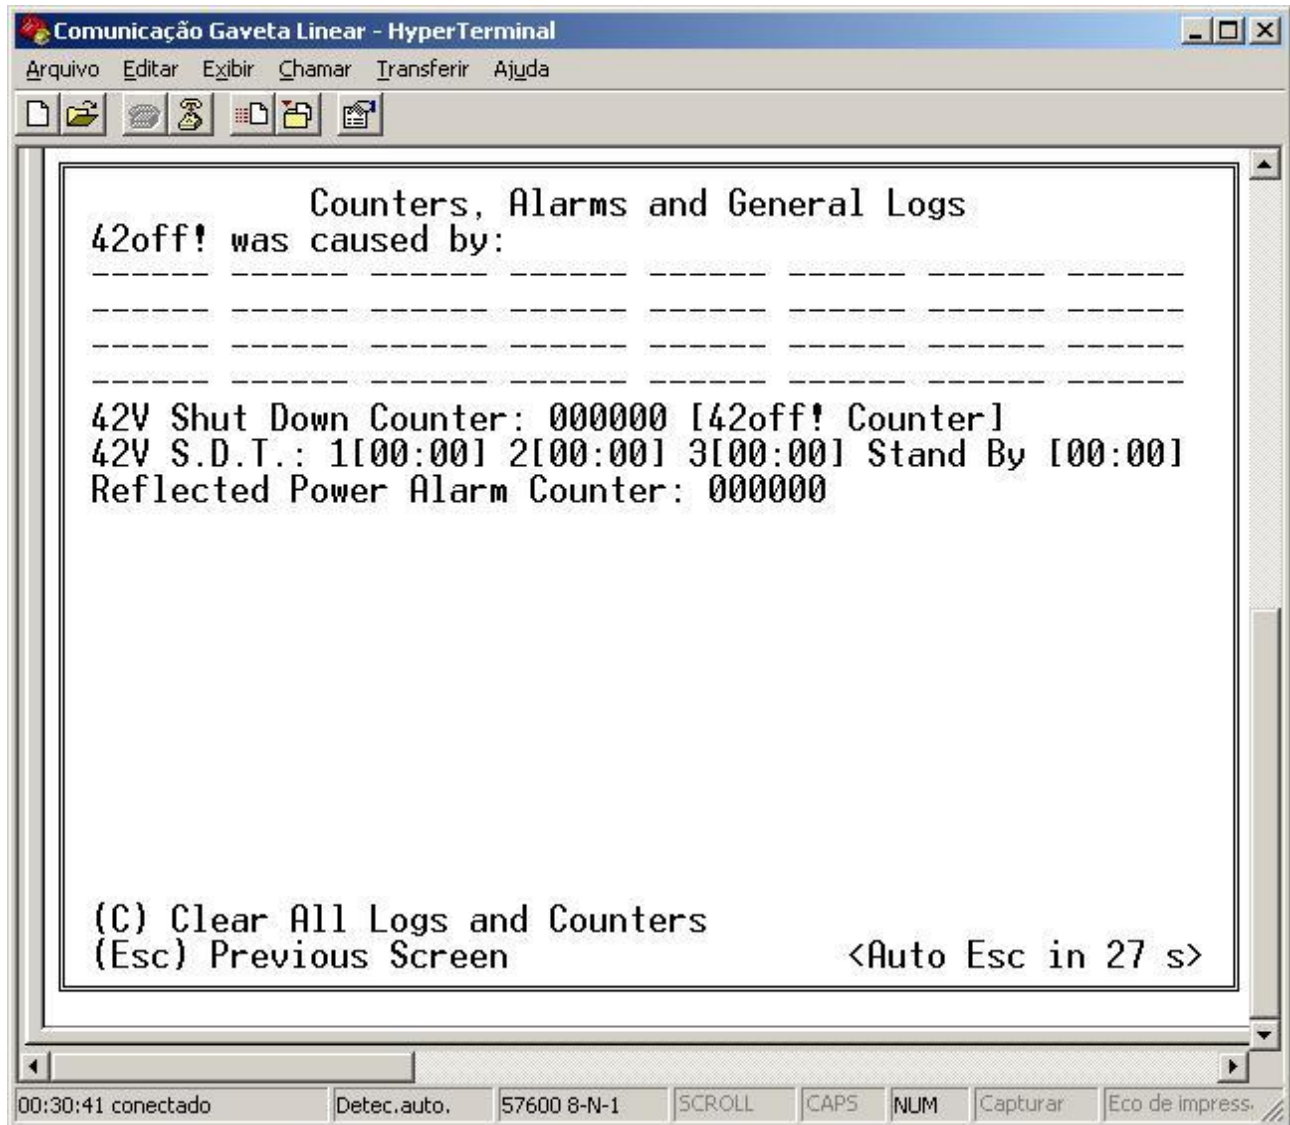 Comunicação Gaveta Linear - HyperTerminal
Arquivo Editar Exibir Chamar Transferir Ajuda
Counters, Alarms and General Logs
42off! was caused by:
------ ------ ------ ------ ------ ------ ------ ------
------ ------ ------ ------ ------ ------ ------ ------
------ ------ ------ ------ ------ ------ ------ ------
------ ------ ------ ------ ------ ------ ------ ------
42V Shut Down Counter: 000000 [42off! Counter]
42V S.D.T.: 1[00:00] 2[00:00] 3[00:00] Stand By [00:00]
Reflected Power Alarm Counter: 000000
(C) Clear All Logs and Counters
(Esc) Previous Screen <Auto Esc in 27 s>
00:30:41 conectado Detec.auto. 57600 8-N-1 SCROLL CAPS NUM Capturar Eco de impress.